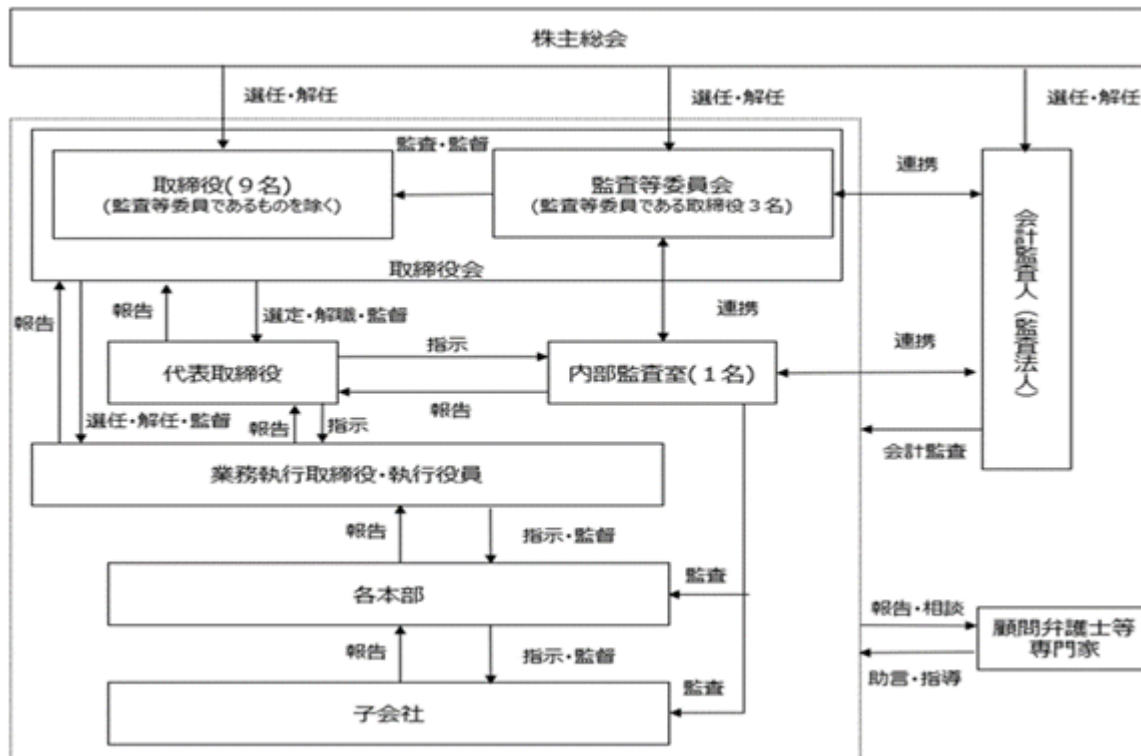 株主総会
選任・解任
選任・解任
選任・解任
監査・監督
取締役(９名)
(監査等委員であるものを除く)
監査等委員会
(監査等委員である取締役３名)
連携
会計監査人（監査法人）
取締役会
報告
報告
選定・解職・監督
連携
指示
連携
代表取締役
内部監査室(１名)
報告
選任・解任・監督
報告
指示
会計監査
業務執行取締役・執行役員
報告
指示・監督
監査
各本部
報告・相談
顧問弁護士等
専門家
報告
指示・監督
助言・指導
監査
子会社